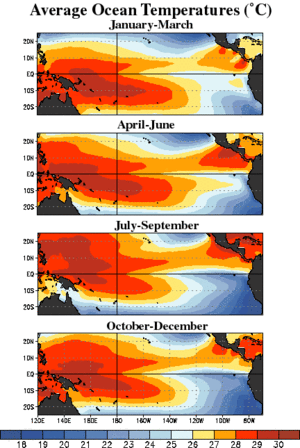 Average Ocean Temperatures (˚C)
January-March
20N
10N
EQ
10S
20S
April-June
20N
10N
EQ
10S
20S
July-September
20N
10N
EQ
10S
20S
October-December
20N
10N
EQ
10S
20S
120E 140E 160E 180 160W 140W 120W 100W 80W
18 19 20 21 22 23 24 25 26 27 28 29 30